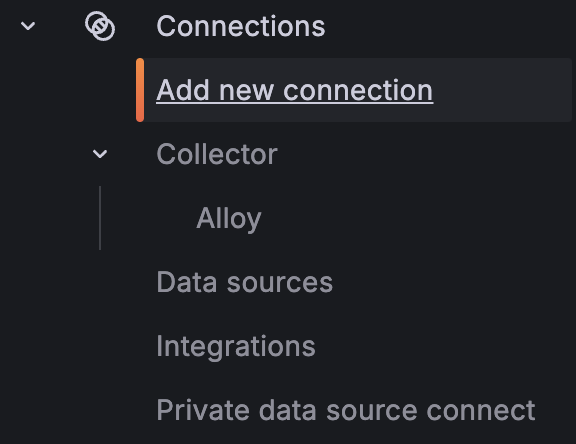 Connections
Add new connection
Collector
Alloy
Data sources
Integrations
Private data source connect